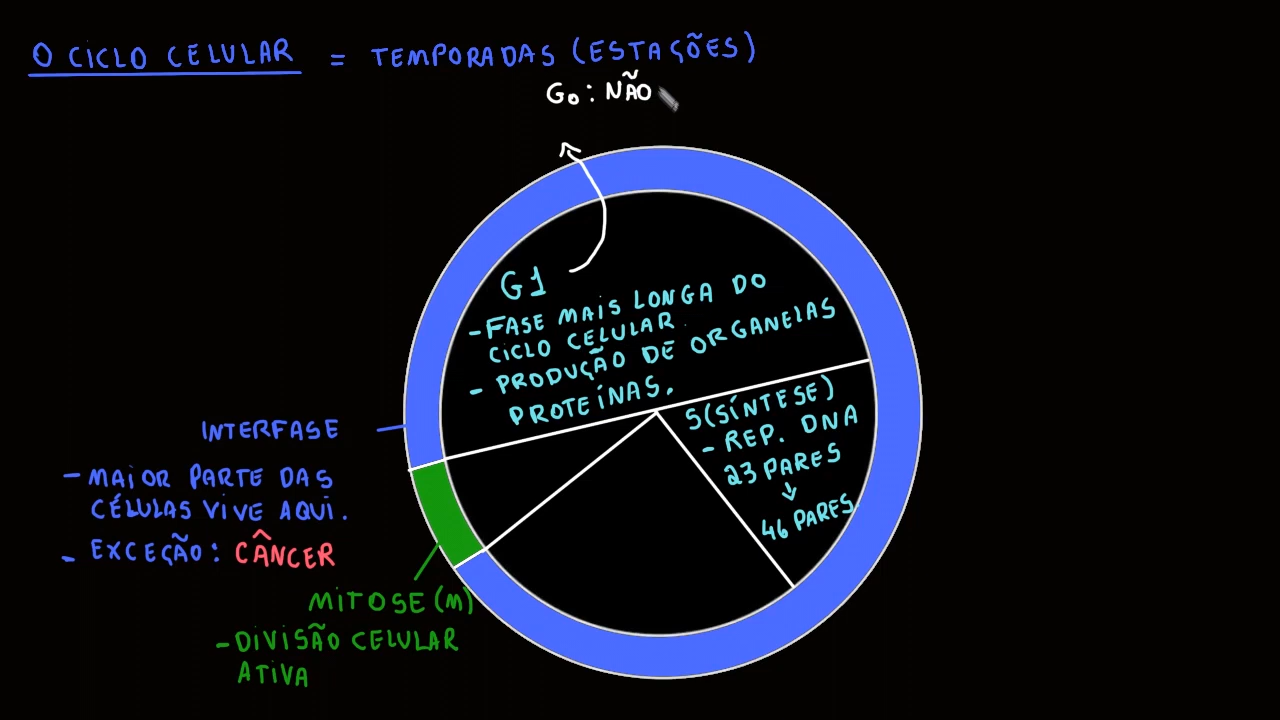 O CICLO CELULAR = TEMPORADAS (ESTAÇÕES)
G0: NÃO
G1
- FASE MAIS LONGA DO
CICLO CELULAR
- PRODUÇÃO DE ORGANELAS
PROTEÍNAS.
S (SÍNTESE)
- REP. DNA
23 PARES
↓
46 PARES
INTERFASE
- MAIOR PARTE DAS
CÉLULAS VIVE AQUI.
- EXCEÇÃO: CÂNCER
MITOSE (M)
- DIVISÃO CELULAR
ATIVA